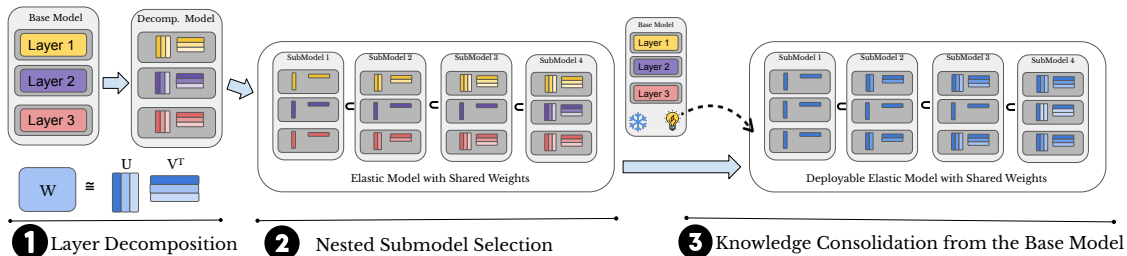 Base Model
Layer 1
Layer 2
Layer 3
Decomp. Model
W ≅ U V^T
1 Layer Decomposition
SubModel 1 ⊂ SubModel 2 ⊂ SubModel 3 ⊂ SubModel 4
Elastic Model with Shared Weights
2 Nested Submodel Selection
Base Model
Layer 1
Layer 2
Layer 3
SubModel 1 ⊂ SubModel 2 ⊂ SubModel 3 ⊂ SubModel 4
Deployable Elastic Model with Shared Weights
3 Knowledge Consolidation from the Base Model